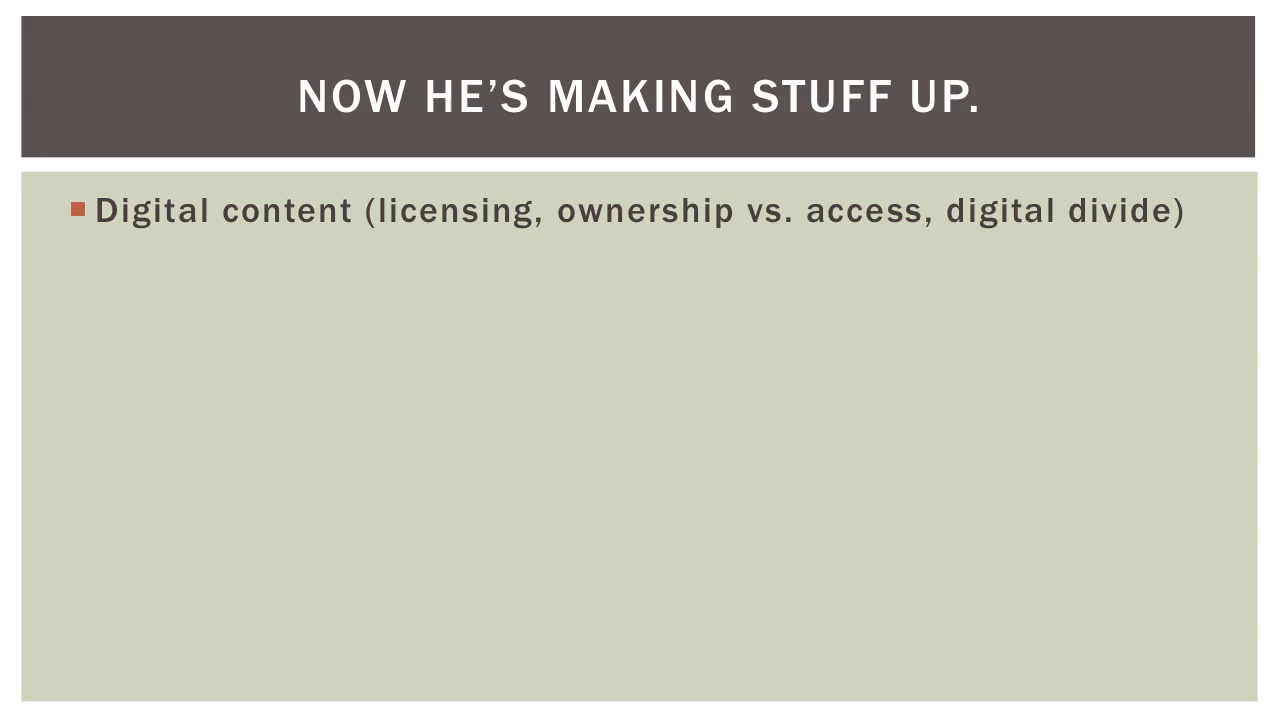 NOW HE’S MAKING STUFF UP.
Digital content (licensing, ownership vs. access, digital divide)